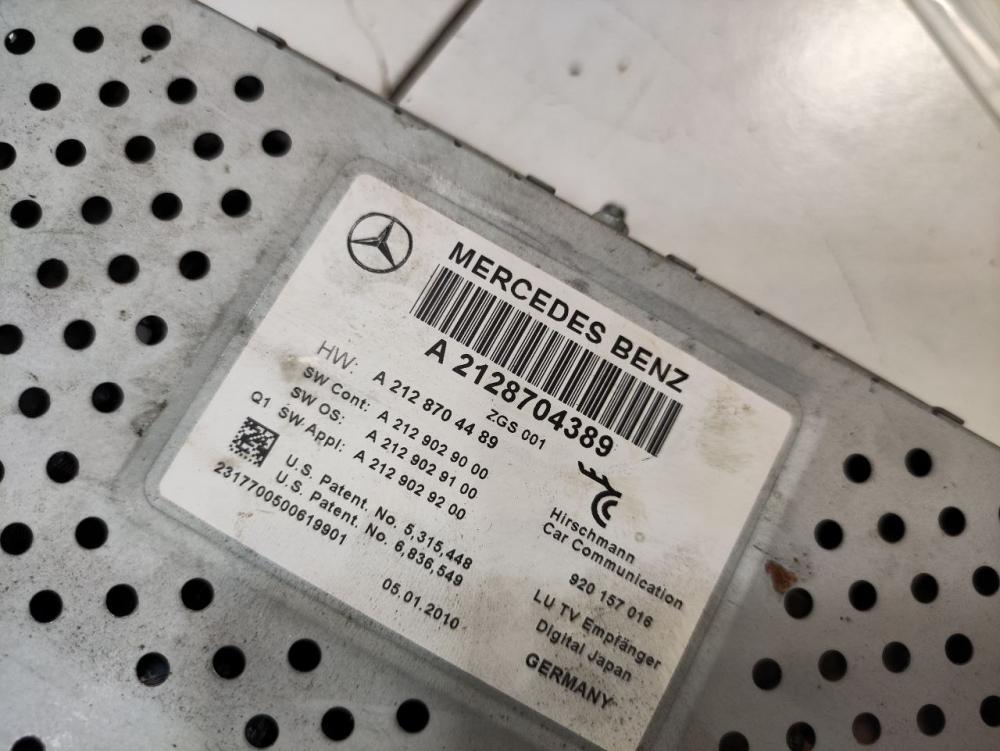 MERCEDES BENZ
A 2128704389
ZGS 001
HW: A 212 870 44 89
SW Cont: A 212 902 90 00
SW OS: A 212 902 91 00
Q1 SW Appl: A 212 902 92 00
U.S. Patent. No. 5,315,448
U.S. Patent. No. 6,836,549
2317700500619901
05.01.2010
Hirschmann
Car Communication
920 157 016
LU TV Empfänger
Digital Japan
GERMANY